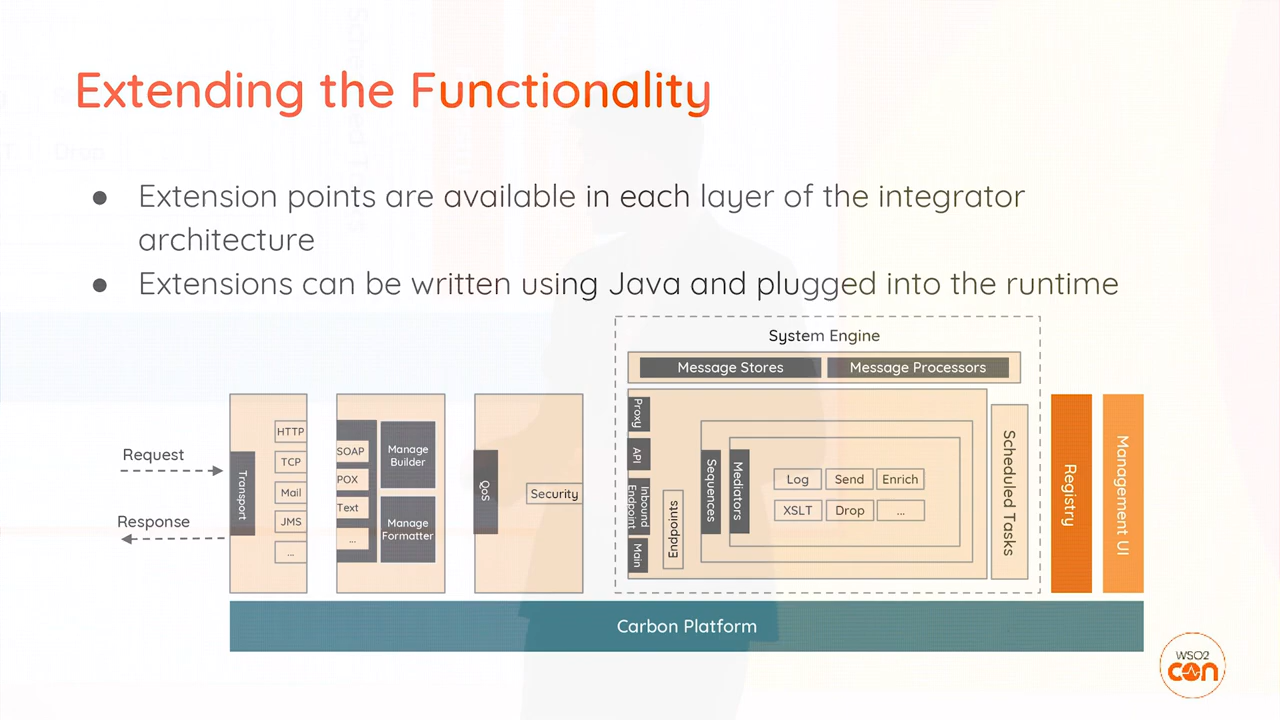 Extending the Functionality
● Extension points are available in each layer of the integrator
architecture
● Extensions can be written using Java and plugged into the runtime
System Engine
Message Stores
Message Processors
Request
Response
Transport
HTTP
TCP
Mail
JMS
...
SOAP
POX
Text
...
Manage
Builder
Manage
Formatter
QoS
Security
Proxy
API
Inbound
Endpoint
Main
Endpoints
Sequences
Mediators
Log
Send
Enrich
XSLT
Drop
...
Scheduled Tasks
Registry
Management UI
Carbon Platform
WSO2
con